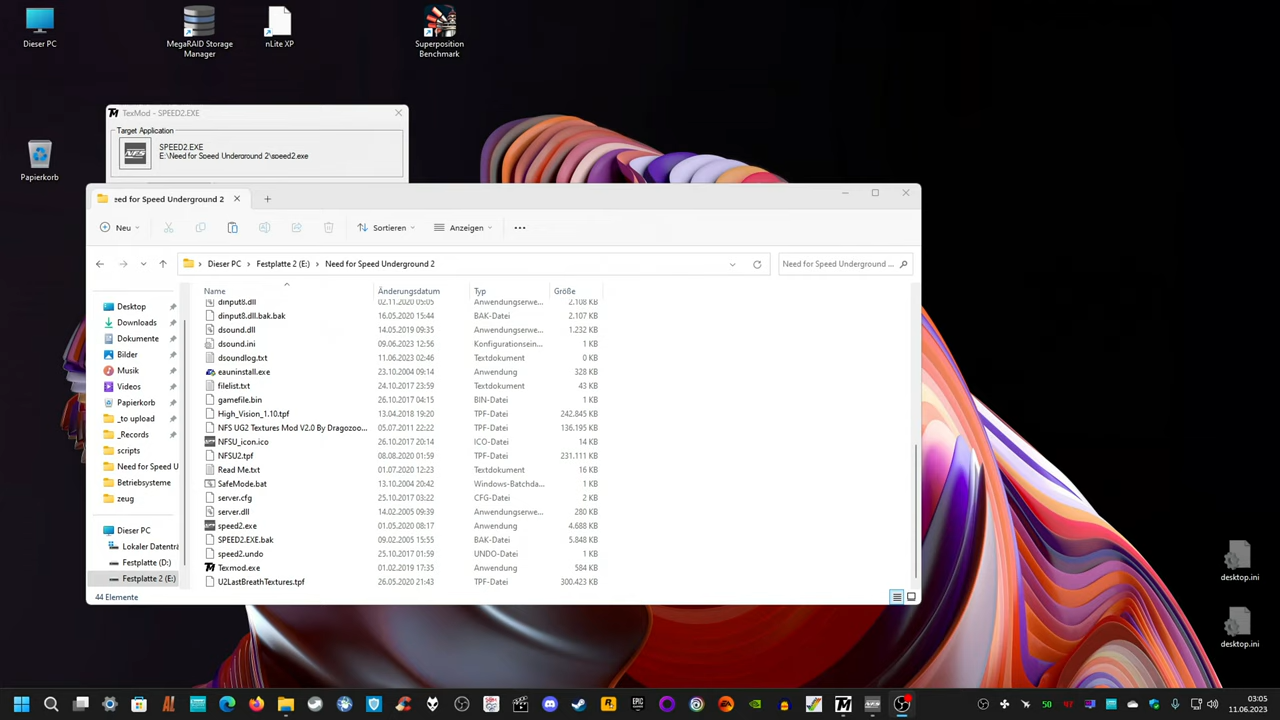 Dieser PC
MegaRAID Storage
Manager
nLite XP
Superposition
Benchmark
Papierkorb
TexMod - SPEED2.EXE
Target Application
SPEED2.EXE
E:\Need for Speed Underground 2\speed2.exe
eed for Speed Underground 2
Neu
Sortieren
Anzeigen
Dieser PC > Festplatte 2 (E:) > Need for Speed Underground 2
Need for Speed Underground ...
Name Änderungsdatum Typ Größe
dinput8.dll 02.11.2020 05:05 Anwendungserwe... 2.108 KB
dinput8.dll.bak.bak 16.05.2020 15:44 BAK-Datei 2.107 KB
dsound.dll 14.05.2019 09:35 Anwendungserwe... 1.232 KB
dsound.ini 09.06.2023 12:56 Konfigurationsein... 1 KB
dsoundlog.txt 11.06.2023 02:46 Textdokument 0 KB
eauninstall.exe 23.10.2004 09:14 Anwendung 328 KB
filelist.txt 24.10.2017 23:59 Textdokument 43 KB
gamefile.bin 26.10.2017 04:15 BIN-Datei 1 KB
High_Vision_1.10.tpf 13.04.2018 19:20 TPF-Datei 242.845 KB
NFS UG2 Textures Mod V2.0 By Dragozoo... 05.07.2011 22:22 TPF-Datei 136.195 KB
NFSU_icon.ico 26.10.2017 20:14 ICO-Datei 14 KB
NFSU2.tpf 08.08.2020 01:59 TPF-Datei 231.111 KB
Read Me.txt 01.07.2020 12:23 Textdokument 16 KB
SafeMode.bat 13.10.2004 20:42 Windows-Batchda... 1 KB
server.cfg 25.10.2017 03:22 CFG-Datei 2 KB
server.dll 14.02.2005 09:39 Anwendungserwe... 280 KB
speed2.exe 01.05.2020 08:17 Anwendung 4.688 KB
SPEED2.EXE.bak 09.02.2005 15:55 BAK-Datei 5.848 KB
speed2.undo 25.10.2017 01:59 UNDO-Datei 1 KB
Texmod.exe 01.02.2019 17:35 Anwendung 584 KB
U2LastBreathTextures.tpf 26.05.2020 21:43 TPF-Datei 300.423 KB
Desktop
Downloads
Dokumente
Bilder
Musik
Videos
Papierkorb
_to upload
_Records
scripts
Need for Speed U
Betriebsysteme
zeug
Dieser PC
Lokaler Datentra
Festplatte (D:)
Festplatte 2 (E:)
44 Elemente
desktop.ini
desktop.ini
EPIC
EA
50
03:05
11.06.2023